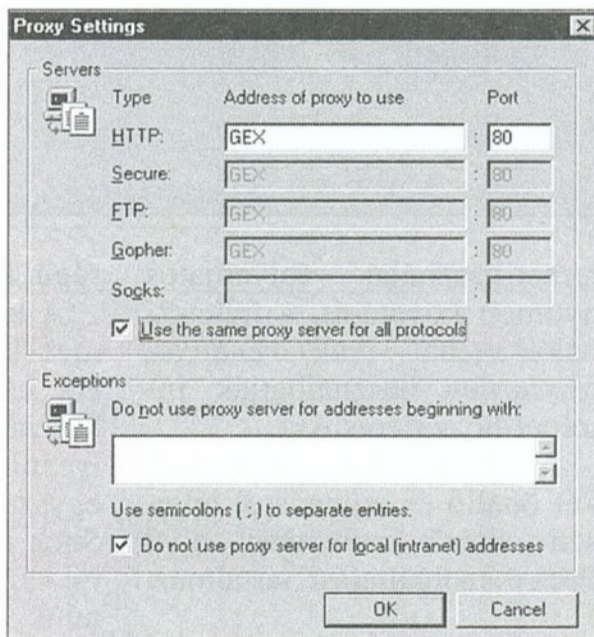 Proxy Settings
Servers
Type Address of proxy to use Port
HTTP: GEX : 80
Secure: GEX : 80
FTP: GEX : 80
Gopher: GEX : 80
Socks: :
Use the same proxy server for all protocols
Exceptions
Do not use proxy server for addresses beginning with:
Use semicolons ( ; ) to separate entries.
Do not use proxy server for local (intranet) addresses
OK Cancel